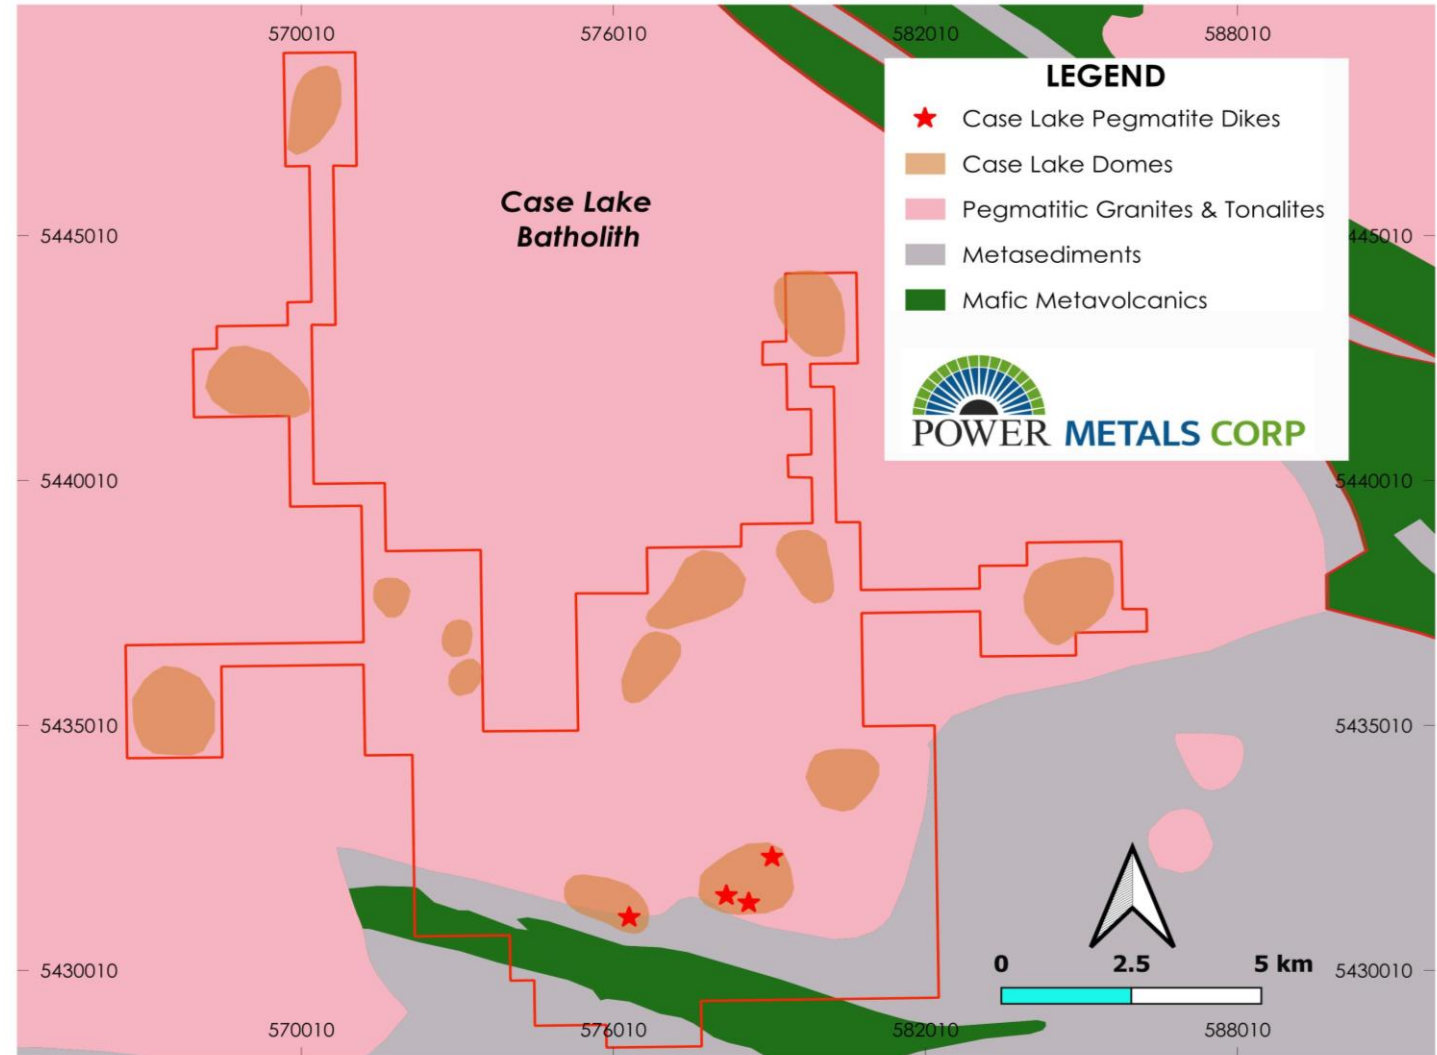 570010 576010 582010 588010
LEGEND
Case Lake Pegmatite Dikes
Case Lake Domes
Pegmatitic Granites & Tonalites
Metasediments
Mafic Metavolcanics
POWER METALS CORP
Case Lake
Batholith
5445010 445010
5440010 5440010
5435010 5435010
5430010 5430010
0 2.5 5 km
570010 576010 582010 588010